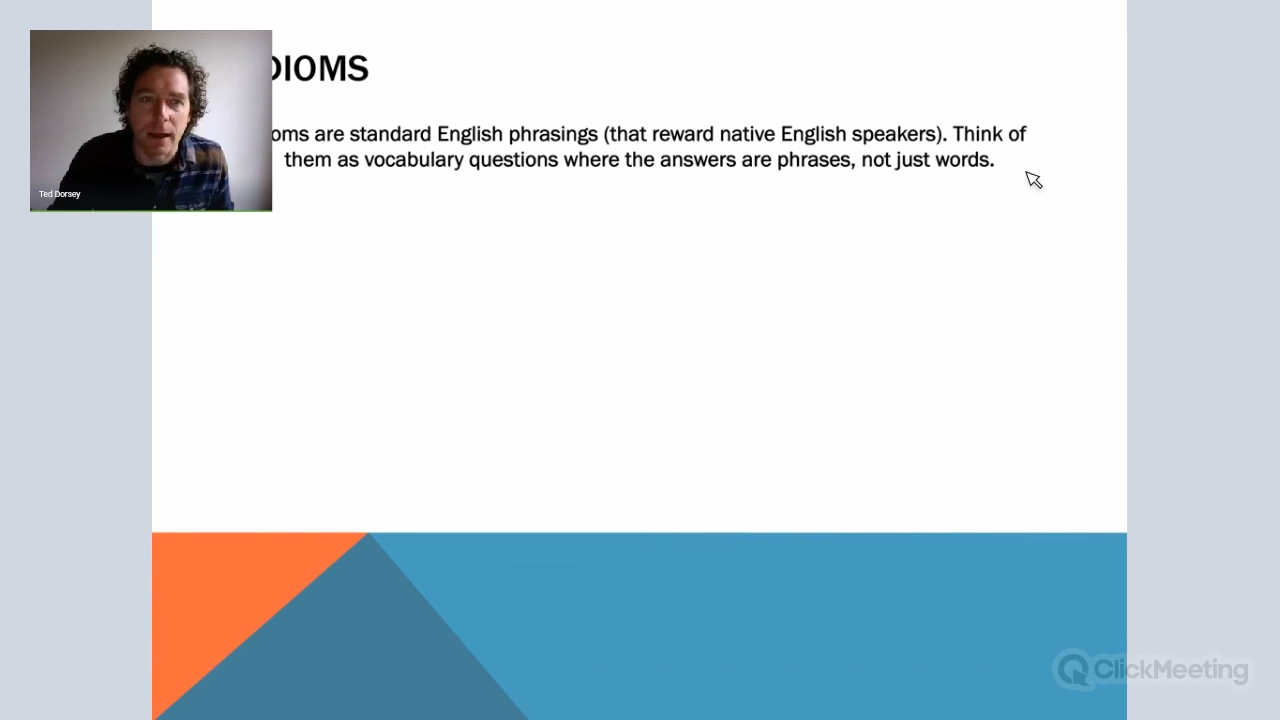 DIOMS
oms are standard English phrasings (that reward native English speakers). Think of
them as vocabulary questions where the answers are phrases, not just words.
Ted Dorsey
ClickMeeting